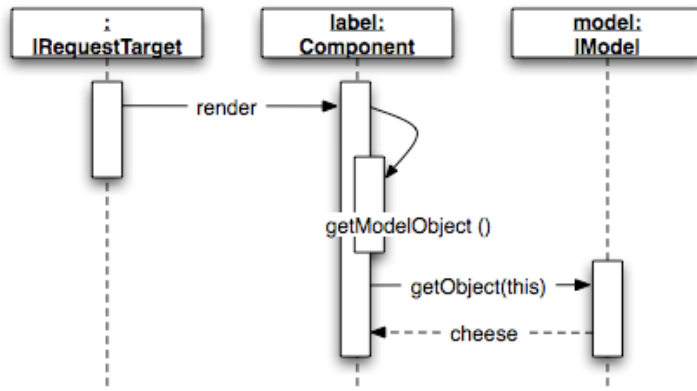 :
IRequestTarget
label:
Component
model:
IModel
render
getModelObject ()
getObject(this)
cheese